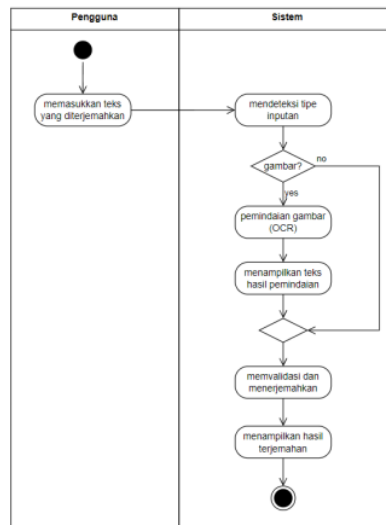 Pengguna
Sistem
memasukkan teks
yang diterjemahkan
mendeteksi tipe
inputan
gambar?
no
yes
pemindaian gambar
(OCR)
menampilkan teks
hasil pemindaian
memvalidasi dan
menerjemahkan
menampilkan hasil
terjemahan